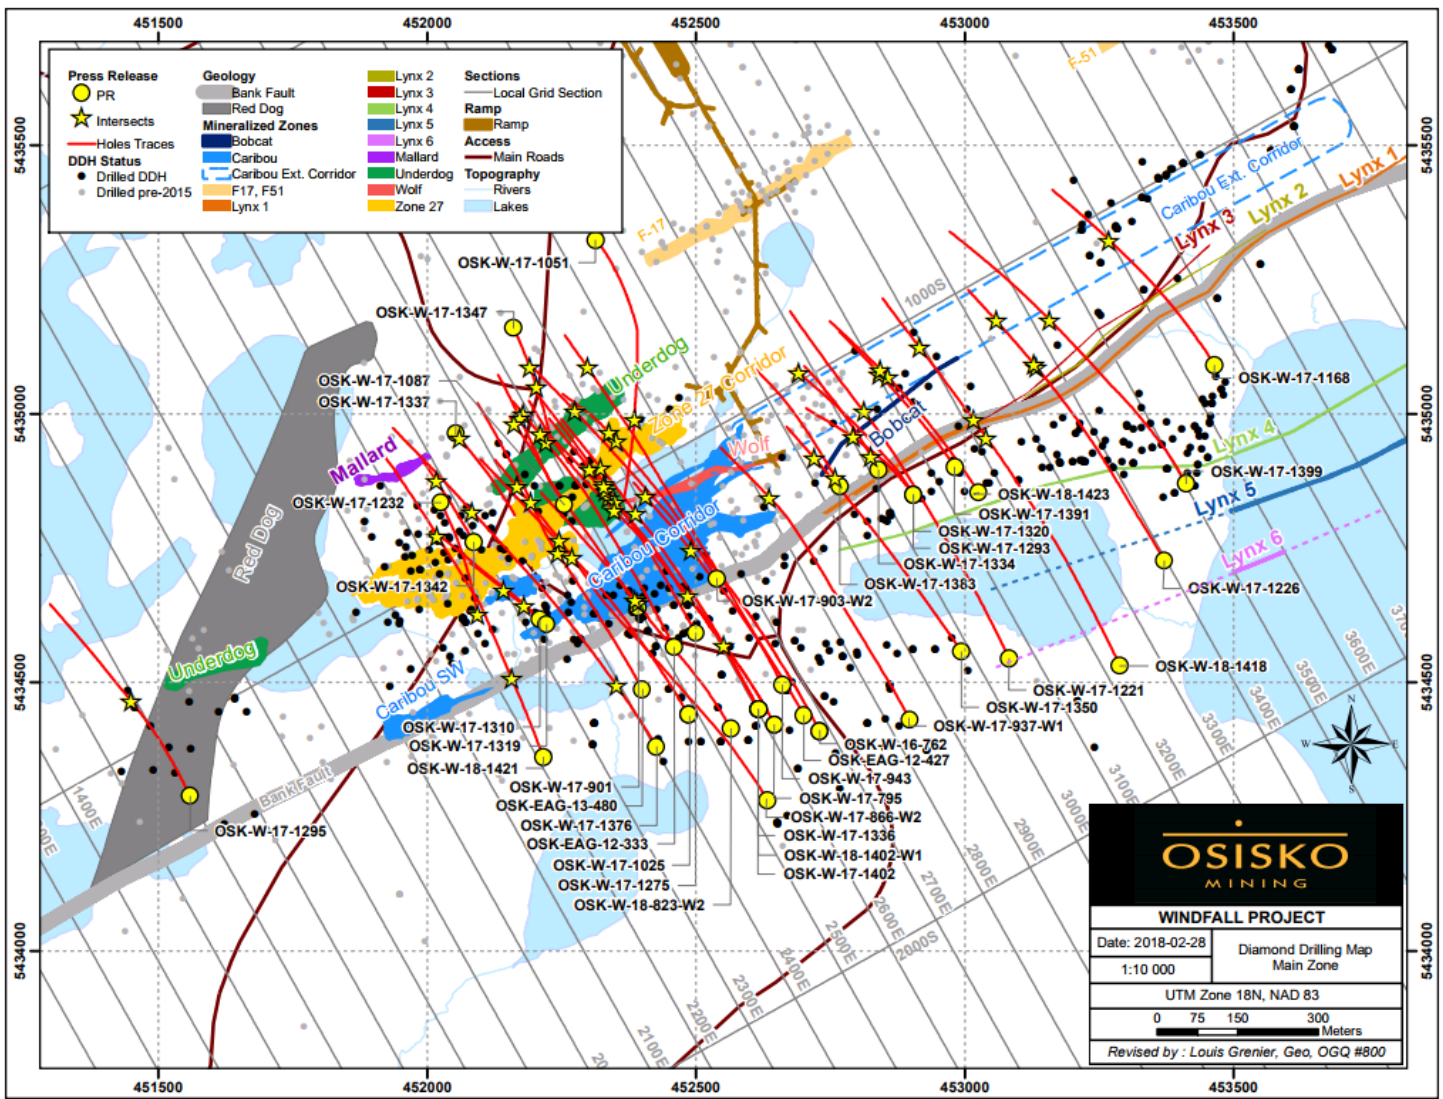 451500
452000
452500
453000
453500
5435500
5435000
5434500
5434000
5435500
5435000
5434500
5434000
Press Release
PR
Intersects
Holes Traces
DDH Status
Drilled DDH
Drilled pre-2015
Geology
Bank Fault
Red Dog
Mineralized Zones
Bobcat
Caribou
Caribou Ext. Corridor
F17, F51
Lynx 1
Lynx 2
Lynx 3
Lynx 4
Lynx 5
Lynx 6
Mallard
Underdog
Wolf
Zone 27
Sections
Local Grid Section
Ramp
Ramp
Access
Main Roads
Topography
Rivers
Lakes
F-51
F-17
Caribou Ext. Corridor
Lynx 1
Lynx 2
Lynx 3
1000S
OSK-W-17-1051
OSK-W-17-1347
Underdog
Zone 27 Corridor
OSK-W-17-1087
OSK-W-17-1337
OSK-W-17-1168
Bobcat
Wolf
Lynx 4
Mallard
OSK-W-17-1399
OSK-W-17-1232
OSK-W-18-1423
Lynx 5
OSK-W-17-1391
Red Dog
Caribou Corridor
OSK-W-17-1320
OSK-W-17-1293
Lynx 6
OSK-W-17-1334
OSK-W-17-1342
OSK-W-17-1383
OSK-W-17-1226
OSK-W-17-903-W2
Underdog
OSK-W-18-1418
Caribou SW
OSK-W-17-1221
OSK-W-17-1350
OSK-W-17-1310
OSK-W-17-937-W1
OSK-W-17-1319
OSK-W-16-762
OSK-W-18-1421
OSK-EAG-12-427
Bank Fault
OSK-W-17-901
OSK-W-17-943
OSK-EAG-13-480
OSK-W-17-795
OSK-W-17-1376
OSK-W-17-866-W2
OSK-W-17-1295
OSK-W-17-1336
OSK-EAG-12-333
OSK-W-18-1402-W1
OSK-W-17-1025
OSK-W-17-1402
OSK-W-17-1275
OSK-W-18-823-W2
1400E
2000S
2100E
2200E
2300E
2400E
2500E
2600E
2700E
2800E
2900E
3000E
3100E
3200E
3300E
3400E
3500E
3600E
N
W
E
S
OSISKO
MINING
WINDFALL PROJECT
Date: 2018-02-28
1:10 000
Diamond Drilling Map
Main Zone
UTM Zone 18N, NAD 83
0 75 150 300
Meters
Revised by : Louis Grenier, Geo, OGQ #800
451500
452000
452500
453000
453500